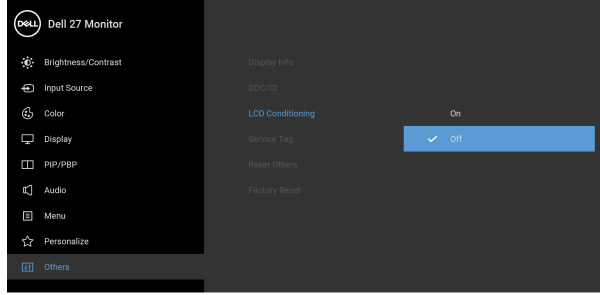 DELL Dell 27 Monitor
Brightness/Contrast
Input Source
Color
Display
PIP/PBP
Audio
Menu
Personalize
Others
Display Info
DDC/CI
LCD Conditioning
Service Tag
Reset Others
Factory Reset
On
Off